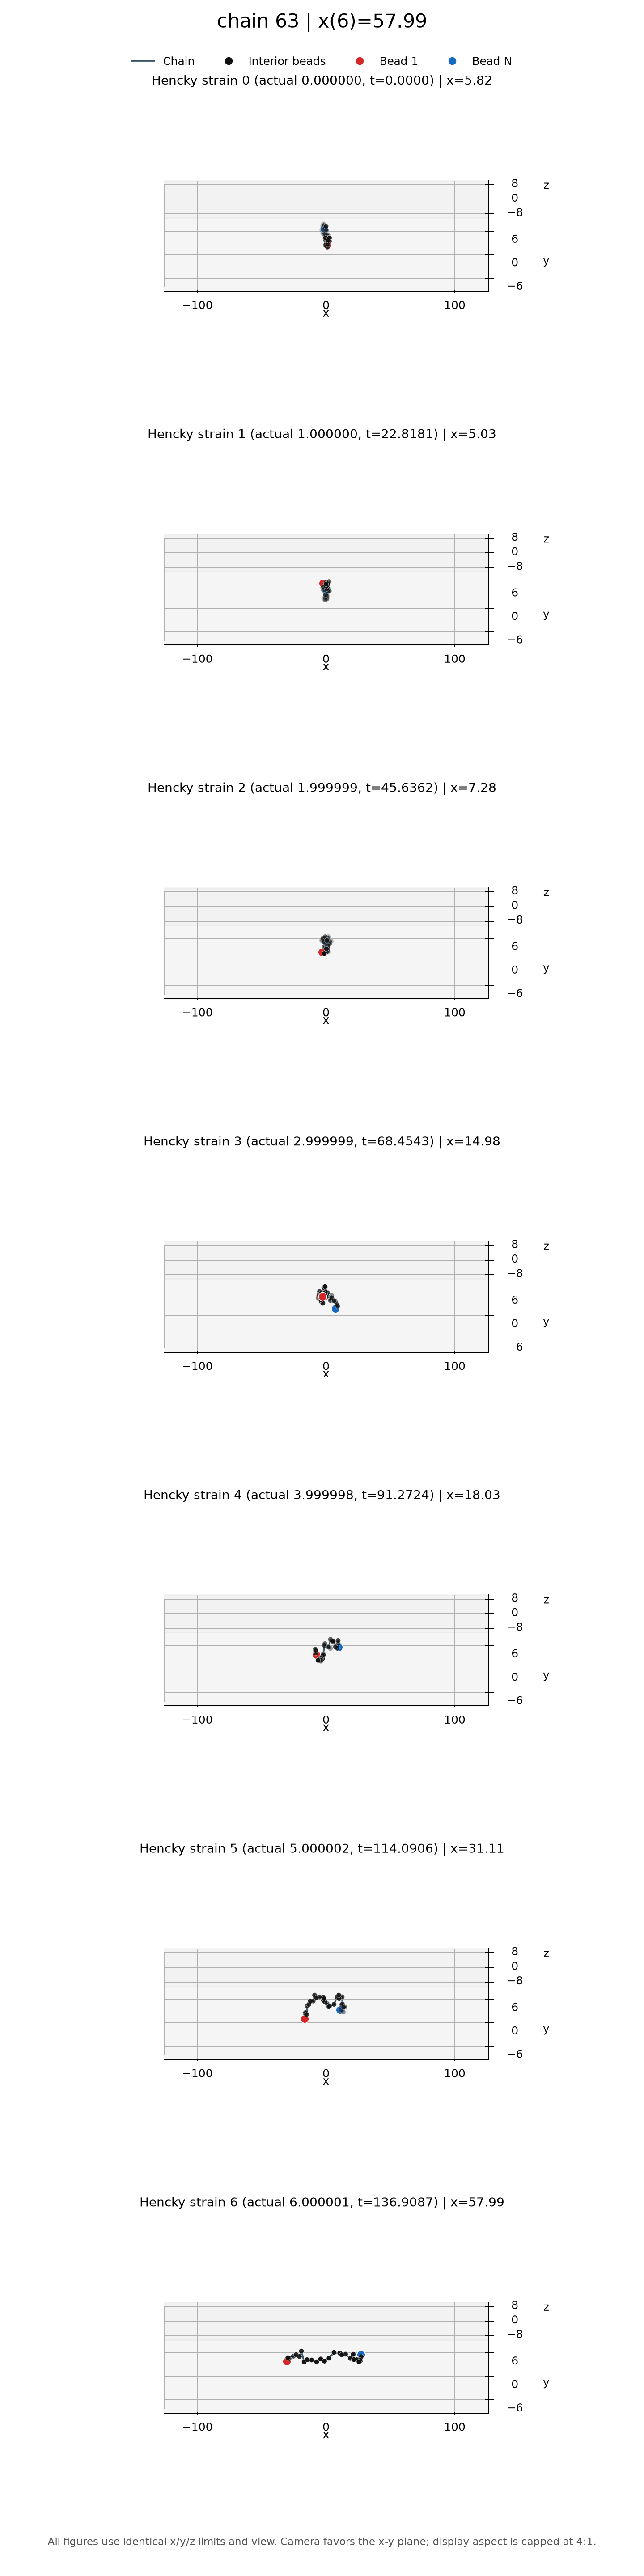 chain 63 | x(6)=57.99
Chain Interior beads Bead 1 Bead N
Hencky strain 0 (actual 0.000000, t=0.0000) | x=5.82
8 z
0
−8
6
0 y
−6
−100 0 100
x
Hencky strain 1 (actual 1.000000, t=22.8181) | x=5.03
8 z
0
−8
6
0 y
−6
−100 0 100
x
Hencky strain 2 (actual 1.999999, t=45.6362) | x=7.28
8 z
0
−8
6
0 y
−6
−100 0 100
x
Hencky strain 3 (actual 2.999999, t=68.4543) | x=14.98
8 z
0
−8
6
0 y
−6
−100 0 100
x
Hencky strain 4 (actual 3.999998, t=91.2724) | x=18.03
8 z
0
−8
6
0 y
−6
−100 0 100
x
Hencky strain 5 (actual 5.000002, t=114.0906) | x=31.11
8 z
0
−8
6
0 y
−6
−100 0 100
x
Hencky strain 6 (actual 6.000001, t=136.9087) | x=57.99
8 z
0
−8
6
0 y
−6
−100 0 100
x
All figures use identical x/y/z limits and view. Camera favors the x-y plane; display aspect is capped at 4:1.